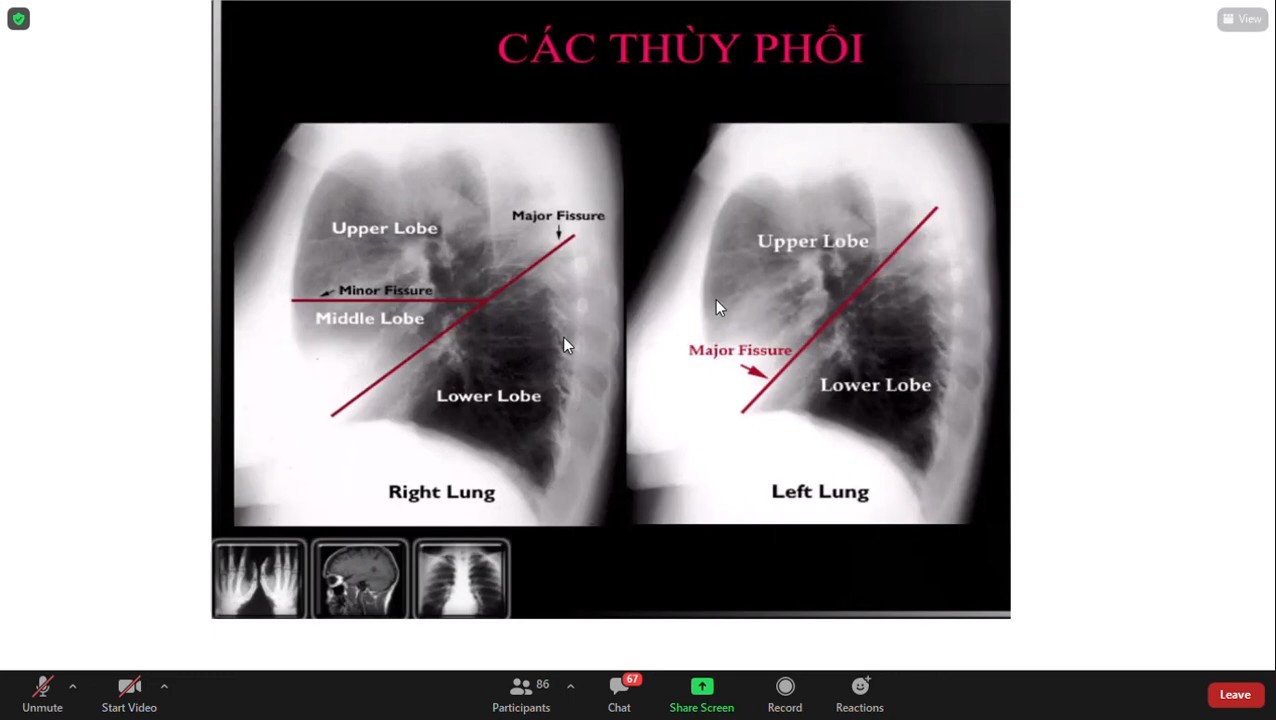 View
CÁC THÙY PHỔI
Major Fissure
Upper Lobe
Minor Fissure
Middle Lobe
Lower Lobe
Right Lung
Upper Lobe
Major Fissure
Lower Lobe
Left Lung
86
67
Unmute
Start Video
Participants
Chat
Share Screen
Record
Reactions
Leave